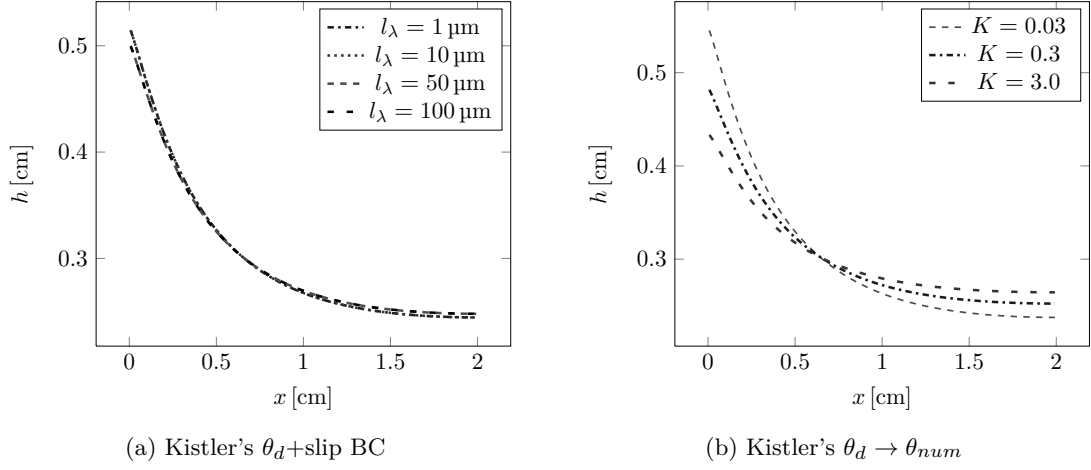 0.5
0.4
0.3
h [cm]
0
0.5
1
1.5
2
x [cm]
l_λ = 1 µm
l_λ = 10 µm
l_λ = 50 µm
l_λ = 100 µm
(a) Kistler's θ_d+slip BC
0.5
0.4
0.3
h [cm]
0
0.5
1
1.5
2
x [cm]
K = 0.03
K = 0.3
K = 3.0
(b) Kistler's θ_d → θ_num